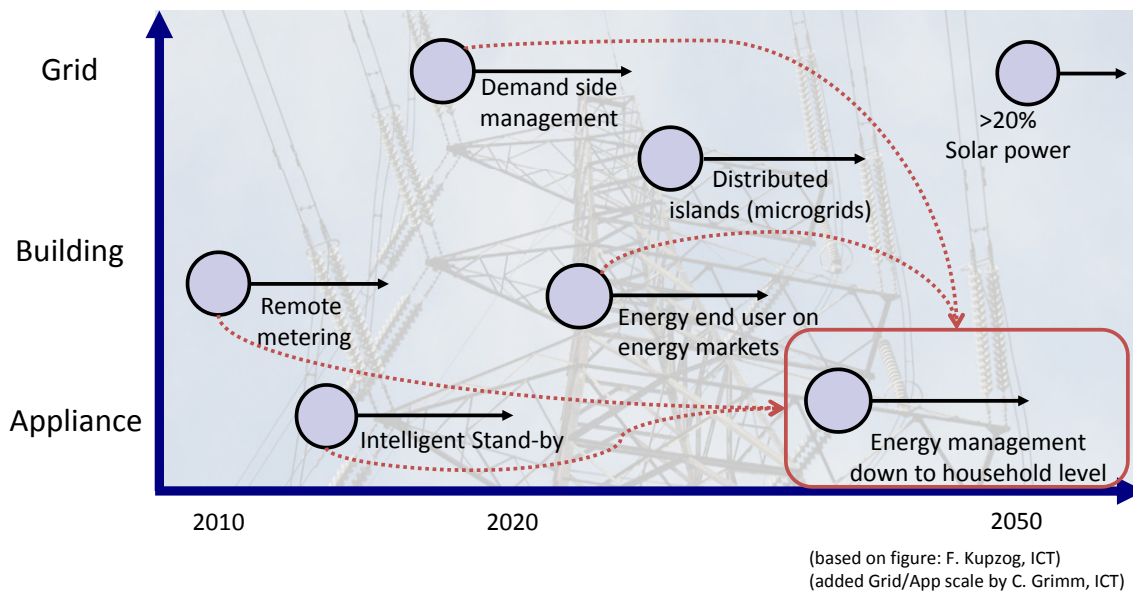 Grid
Demand side
management
>20%
Solar power
Distributed
islands (microgrids)
Building
Remote
metering
Energy end user on
energy markets
Appliance
Intelligent Stand-by
Energy management
down to household level
2010
2020
2050
(based on figure: F. Kupzog, ICT)
(added Grid/App scale by C. Grimm, ICT)